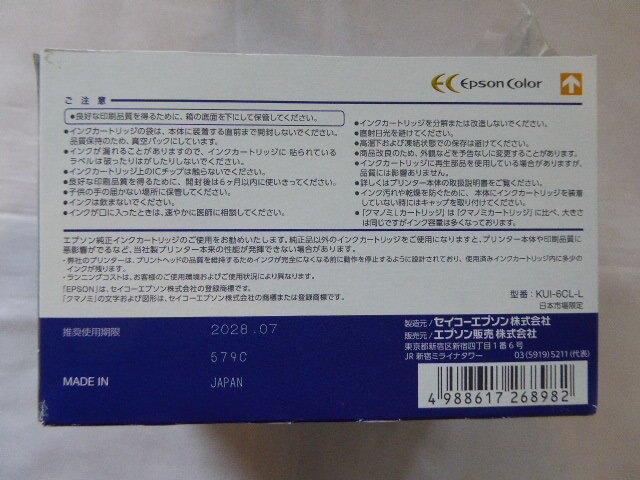 EC Epson Color
ご注意
●良好な印刷品質を得るために、箱の底面を下にして保管してください。
●インクカートリッジの袋は、本体に装着する直前まで開封しないでください。
品質保持のため、真空パックにしています。
●インクが漏れることがありますので、インクカートリッジに貼られている
ラベルは破ったりはがしたりしないでください。
●インクカートリッジ上のICチップは触らないでください。
●良好な印刷品質を得るために、開封後は6ヶ月以内に使いきってください。
●子供の手の届かない場所に保管してください。
●インクは飲まないでください。
●インクが口に入ったときは、速やかに医師に相談してください。
●インクカートリッジを分解または改造しないでください。
●直射日光を避けてください。
●高温下および凍結状態での保存は避けてください。
●商品改良のため、外観などを予告なしに変更することがあります。
●インクカートリッジに再生部品を使用している場合がありますが、
品質には影響ありません。
●詳しくはプリンター本体の取扱説明書をご覧ください。
●インク汚れや乾燥を防ぐために、本体にインクカートリッジを装着
していない時にはキャップを取り付けてください。
●「クマノミLカートリッジ」は「クマノミカートリッジ」に比べ、大きさ
は同じですがインク容量は多くなっております。
エプソン純正インクカートリッジのご使用をお勧めいたします。純正品以外のインクカートリッジをご使用になりますと、プリンター本体や印刷品質に
悪影響がでるなど、当社製プリンター本来の性能が発揮できない場合があります。
・弊社のプリンターは、プリントヘッドの品質を維持するためインクが完全になくなる前に動作を停止するように設計されており、使用済みインクカートリッジ内に多少の
インクが残ります。
・ランニングコストは、お客様のご使用環境およびご使用状況により異なります。
「EPSON」は、セイコーエプソン株式会社の登録商標です。
「クマノミ」の文字および図形は、セイコーエプソン株式会社の商標または登録商標です。
型番:KUI-6CL-L
日本市場限定
推奨使用期限 2028.07
579C
MADE IN JAPAN
製造元/セイコーエプソン株式会社
販売元/エプソン販売株式会社
東京都新宿区新宿四丁目1番6号
JR新宿ミライナタワー 03(5919)5211(代表)
4 988617 268982